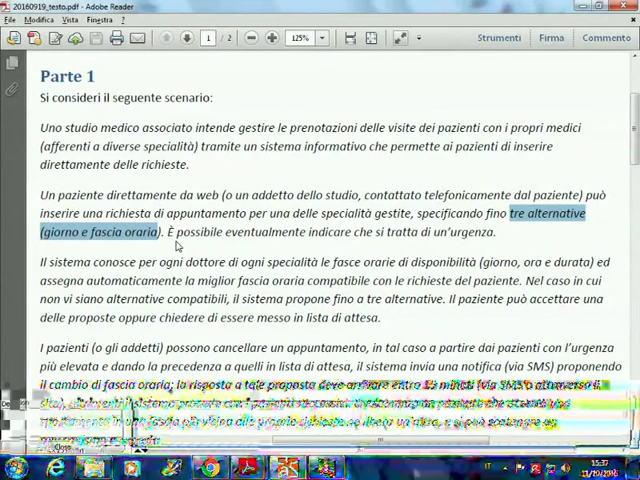 20160919_testo.pdf - Adobe Reader
File Modifica Vista Finestra ?
1 / 2 125% Strumenti Firma Commento
Parte 1
Si consideri il seguente scenario:
Uno studio medico associato intende gestire le prenotazioni delle visite dei pazienti con i propri medici
(afferenti a diverse specialità) tramite un sistema informativo che permette ai pazienti di inserire
direttamente delle richieste.
Un paziente direttamente da web (o un addetto dello studio, contattato telefonicamente dal paziente) può
inserire una richiesta di appuntamento per una delle specialità gestite, specificando fino tre alternative
(giorno e fascia oraria). È possibile eventualmente indicare che si tratta di un'urgenza.
Il sistema conosce per ogni dottore di ogni specialità le fasce orarie di disponibilità (giorno, ora e durata) ed
assegna automaticamente la miglior fascia oraria compatibile con le richieste del paziente. Nel caso in cui
non vi siano alternative compatibili, il sistema propone fino a tre alternative. Il paziente può accettare una
delle proposte oppure chiedere di essere messo in lista di attesa.
I pazienti (o gli addetti) possono cancellare un appuntamento, in tal caso a partire dai pazienti con l'urgenza
più elevata e dando la precedenza a quelli in lista di attesa, il sistema invia una notifica (via SMS) proponendo
il cambio di fascia oraria; la risposta a tale proposta deve arrivare entro 15 minuti (via SMS o attraverso il
Close
IT 15:37